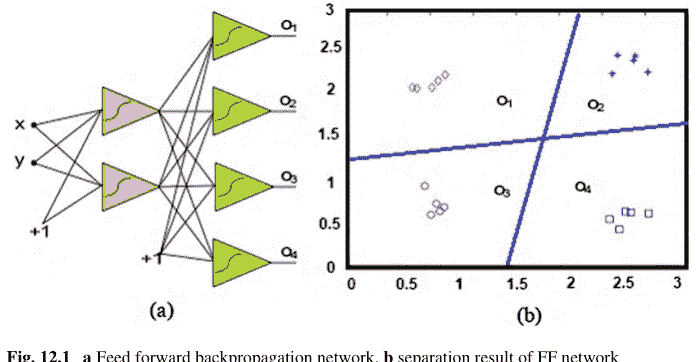 (a)
O1
O2
O3
O4
x
y
+1
+1
(b)
3
2.5
2
1.5
1
0.5
0
O1
O2
O3
O4
0
0.5
1
1.5
2
2.5
3
Fig. 12.1 a Feed forward backpropagation network, b separation result of FF network